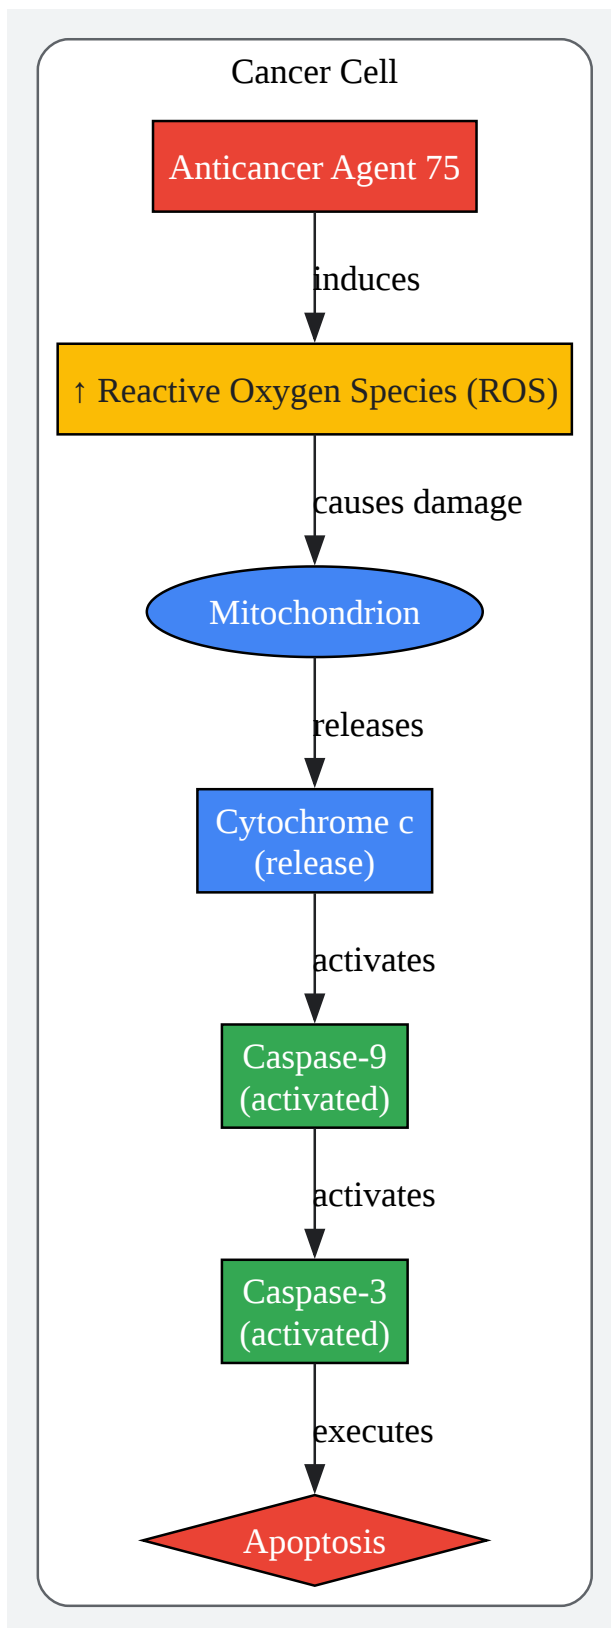 Cancer Cell
Anticancer Agent 75
induces
↑ Reactive Oxygen Species (ROS)
causes damage
Mitochondrion
releases
Cytochrome c
(release)
activates
Caspase-9
(activated)
activates
Caspase-3
(activated)
executes
Apoptosis